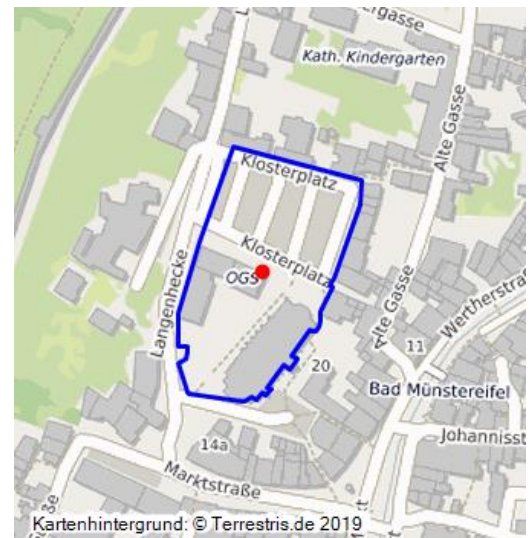 Kath. Kindergarten
Alte Gasse
Klosterplatz
Klosterplatz
OGS
Langenhecke
Alte Gasse
Wertherstra
11
20
Bad Münstereifel
14a
Johannisst
Marktstraße
Kartenhintergrund: © Terrestris.de 2019